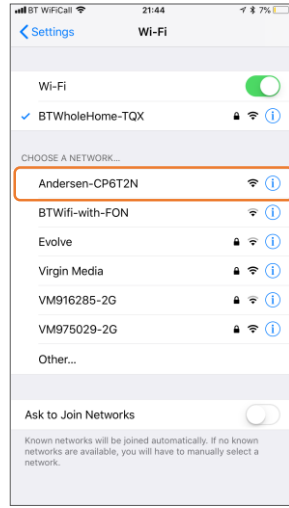 BT WiFiCall 21:44 7%
Settings Wi-Fi
Wi-Fi
BTWholeHome-TQX
CHOOSE A NETWORK...
Andersen-CP6T2N
BTWifi-with-FON
Evolve
Virgin Media
VM916285-2G
VM975029-2G
Other...
Ask to Join Networks
Known networks will be joined automatically. If no known
networks are available, you will have to manually select a
network.